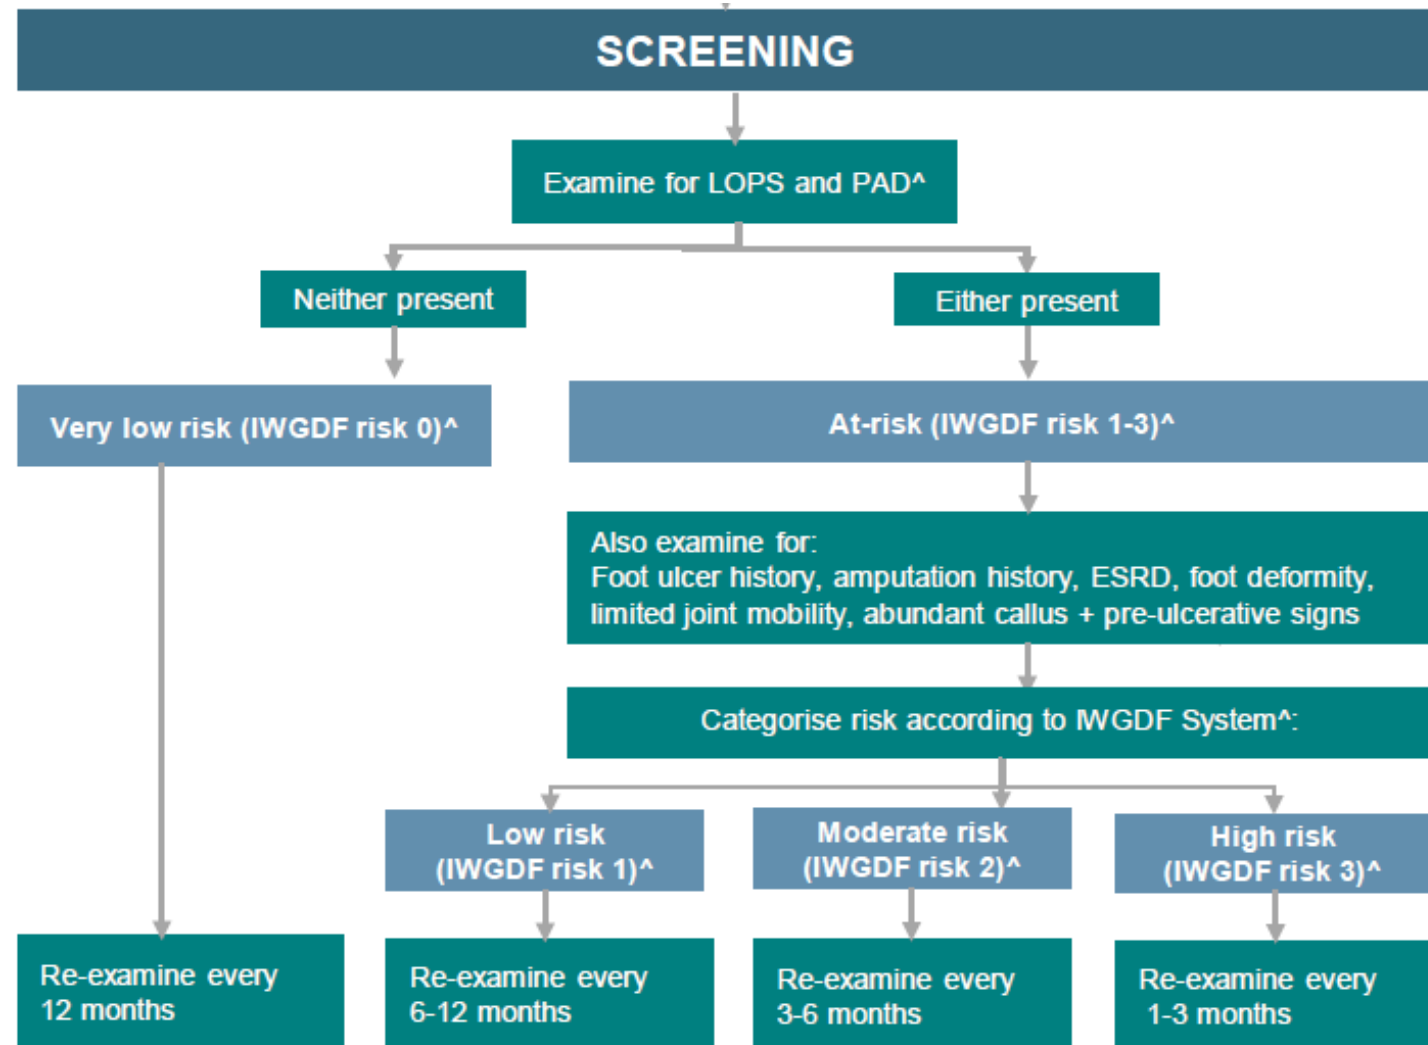 SCREENING
Examine for LOPS and PAD^
Neither present
Either present
Very low risk (IWGDF risk 0)^
At-risk (IWGDF risk 1-3)^
Also examine for:
Foot ulcer history, amputation history, ESRD, foot deformity,
limited joint mobility, abundant callus + pre-ulcerative signs
Categorise risk according to IWGDF System^:
Low risk
(IWGDF risk 1)^
Moderate risk
(IWGDF risk 2)^
High risk
(IWGDF risk 3)^
Re-examine every
12 months
Re-examine every
6-12 months
Re-examine every
3-6 months
Re-examine every
1-3 months